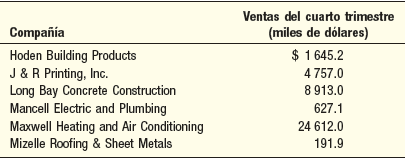 Compañía Ventas del cuarto trimestre (miles de dólares)
Hoden Building Products $ 1 645.2
J & R Printing, Inc. 4 757.0
Long Bay Concrete Construction 8 913.0
Mancell Electric and Plumbing 627.1
Maxwell Heating and Air Conditioning 24 612.0
Mizelle Roofing & Sheet Metals 191.9